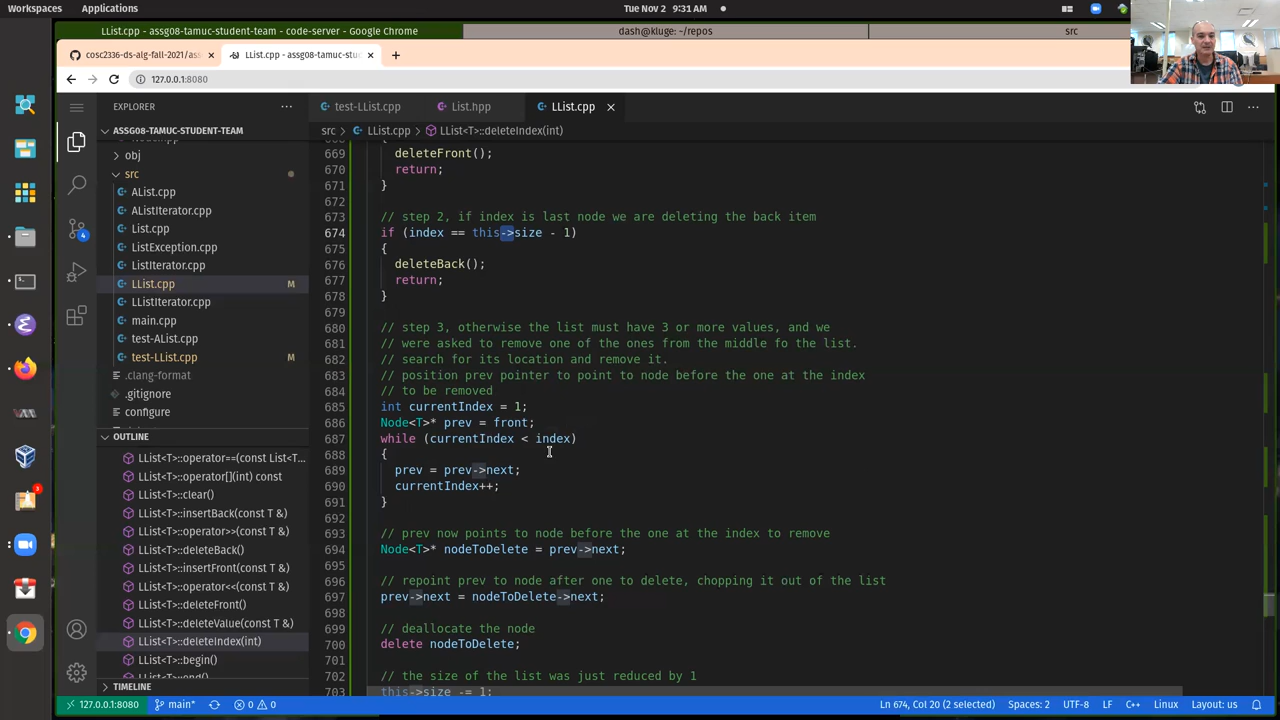 Workspaces
Applications
Tue Nov 2 9:31 AM
LList.cpp - assg08-tamuc-student-team - code-server - Google Chrome
dash@kluge: ~/repos
src
cosc2336-ds-alg-fall-2021/ass
LList.cpp - assg08-tamuc-stu
127.0.0.1:8080
EXPLORER
test-LList.cpp
List.hpp
LList.cpp
ASSG08-TAMUC-STUDENT-TEAM
src > LList.cpp > LList<T>::deleteIndex(int)
obj
src
AList.cpp
AListIterator.cpp
List.cpp
ListException.cpp
ListIterator.cpp
LList.cpp M
LListIterator.cpp
main.cpp
test-AList.cpp
test-LList.cpp M
.clang-format
.gitignore
configure
OUTLINE
LList<T>::operator==(const List<T...
LList<T>::operator[](int) const
LList<T>::clear()
LList<T>::insertBack(const T &)
LList<T>::operator>>(const T &)
LList<T>::deleteBack()
LList<T>::insertFront(const T &)
LList<T>::operator<<(const T &)
LList<T>::deleteFront()
LList<T>::deleteValue(const T &)
LList<T>::deleteIndex(int)
LList<T>::begin()
TIMELINE
4
3
669 deleteFront();
670 return;
671 }
672
673 // step 2, if index is last node we are deleting the back item
674 if (index == this->size - 1)
675 {
676 deleteBack();
677 return;
678 }
679
680 // step 3, otherwise the list must have 3 or more values, and we
681 // were asked to remove one of the ones from the middle fo the list.
682 // search for its location and remove it.
683 // position prev pointer to point to node before the one at the index
684 // to be removed
685 int currentIndex = 1;
686 Node<T>* prev = front;
687 while (currentIndex < index)
688 {
689 prev = prev->next;
690 currentIndex++;
691 }
692
693 // prev now points to node before the one at the index to remove
694 Node<T>* nodeToDelete = prev->next;
695
696 // repoint prev to node after one to delete, chopping it out of the list
697 prev->next = nodeToDelete->next;
698
699 // deallocate the node
700 delete nodeToDelete;
701
702 // the size of the list was just reduced by 1
703 this->size -= 1;
127.0.0.1:8080
main*
0 0
Ln 674, Col 20 (2 selected)
Spaces: 2
UTF-8
LF
C++
Linux
Layout: us